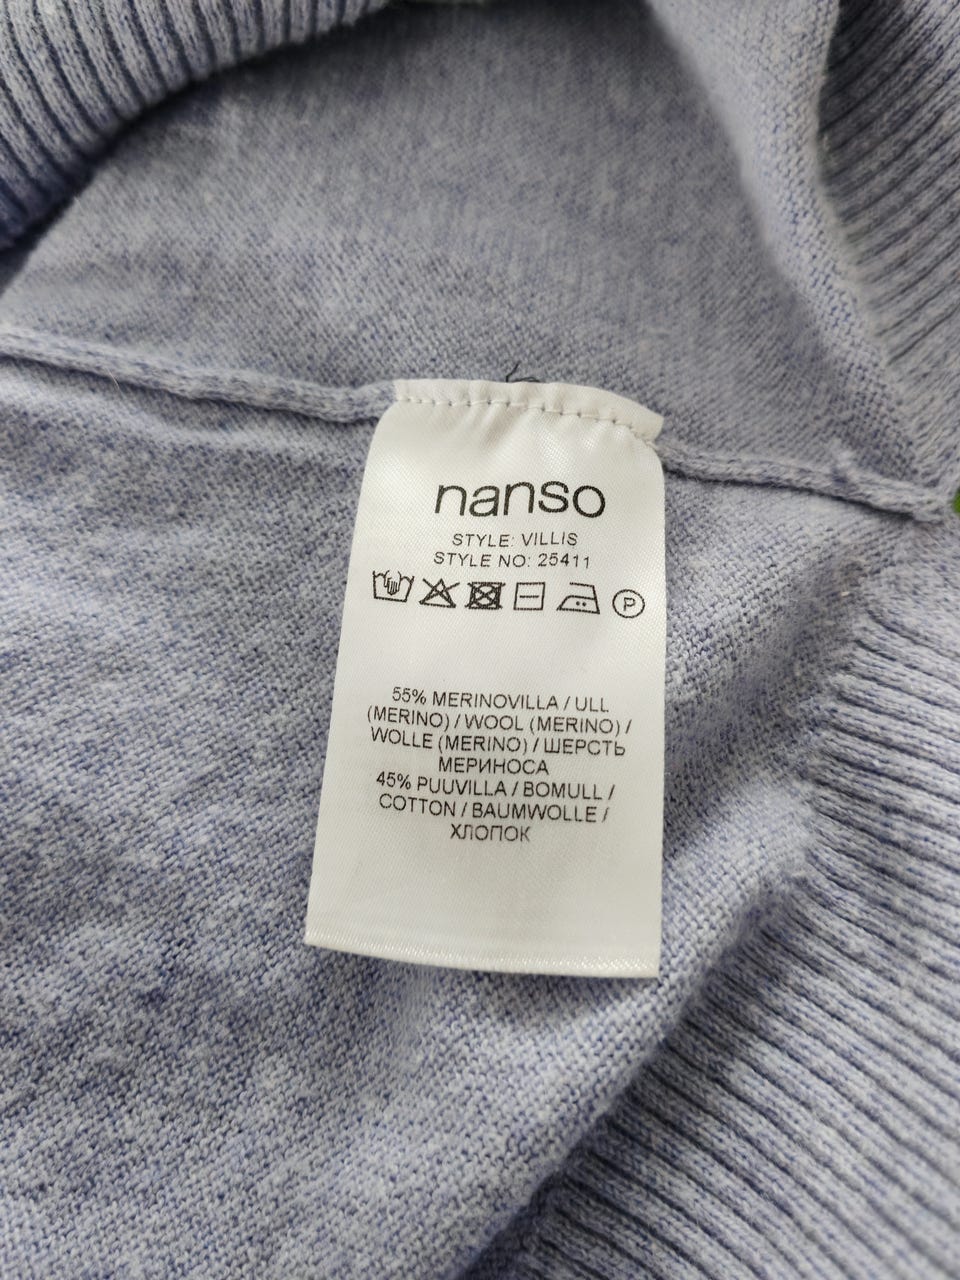 nanso
STYLE: VILLIS
STYLE NO: 25411
P
55% MERINOVILLA / ULL
(MERINO) / WOOL (MERINO) /
WOLLE (MERINO) / ШЕРСТЬ
МЕРИНОСА
45% PUUVILLA / BOMULL /
COTTON / BAUMWOLLE /
ХЛОПОК